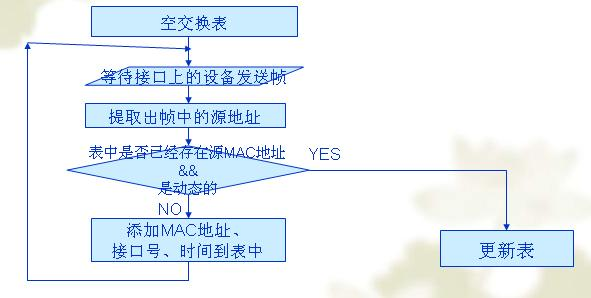 空交换表
等待接口上的设备发送帧
提取出帧中的源地址
表中是否已经存在源MAC地址
&&
是动态的
YES
NO
添加MAC地址、
接口号、时间到表中
更新表